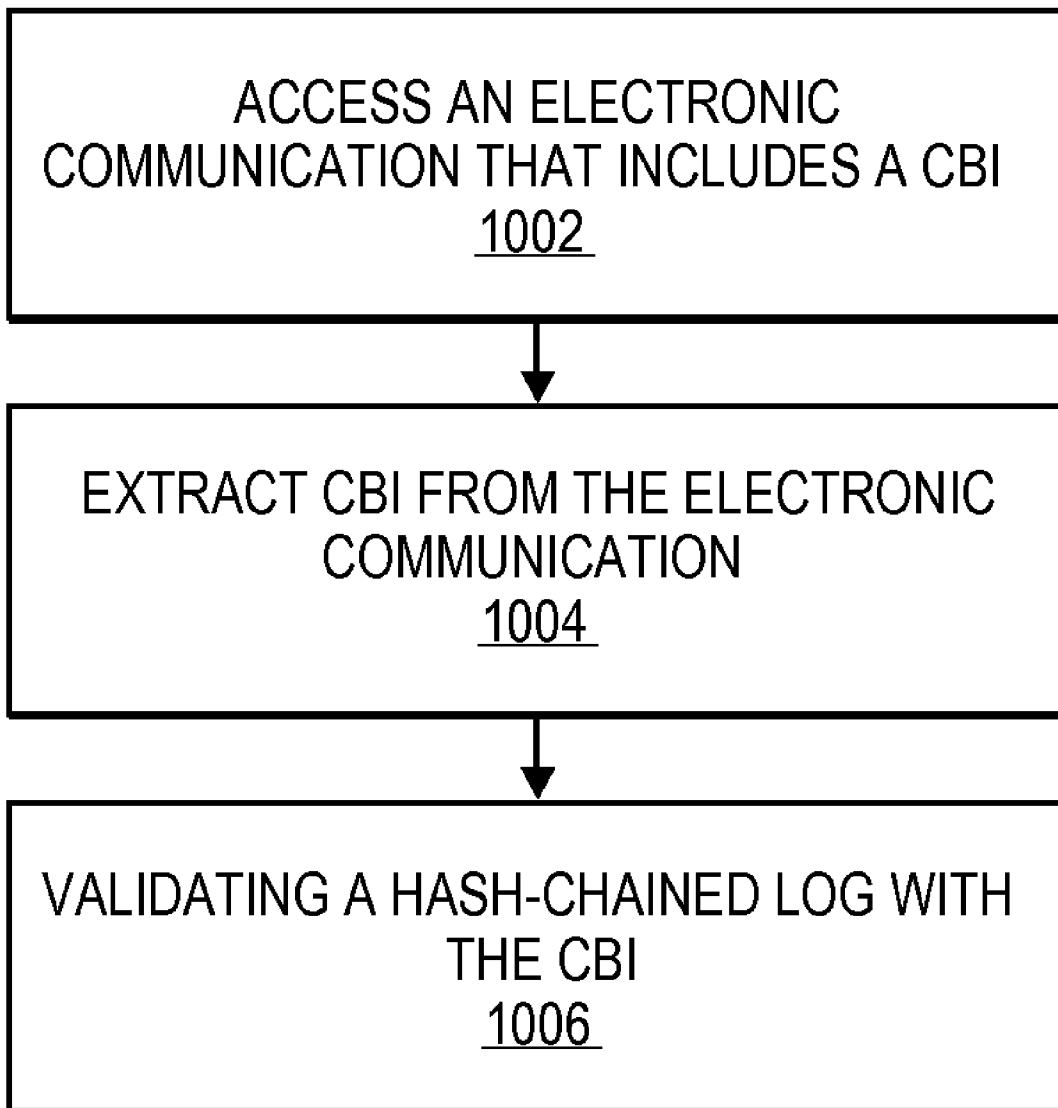 ACCESS AN ELECTRONIC
COMMUNICATION THAT INCLUDES A CBI
1002
EXTRACT CBI FROM THE ELECTRONIC
COMMUNICATION
1004
VALIDATING A HASH-CHAINED LOG WITH
THE CBI
1006